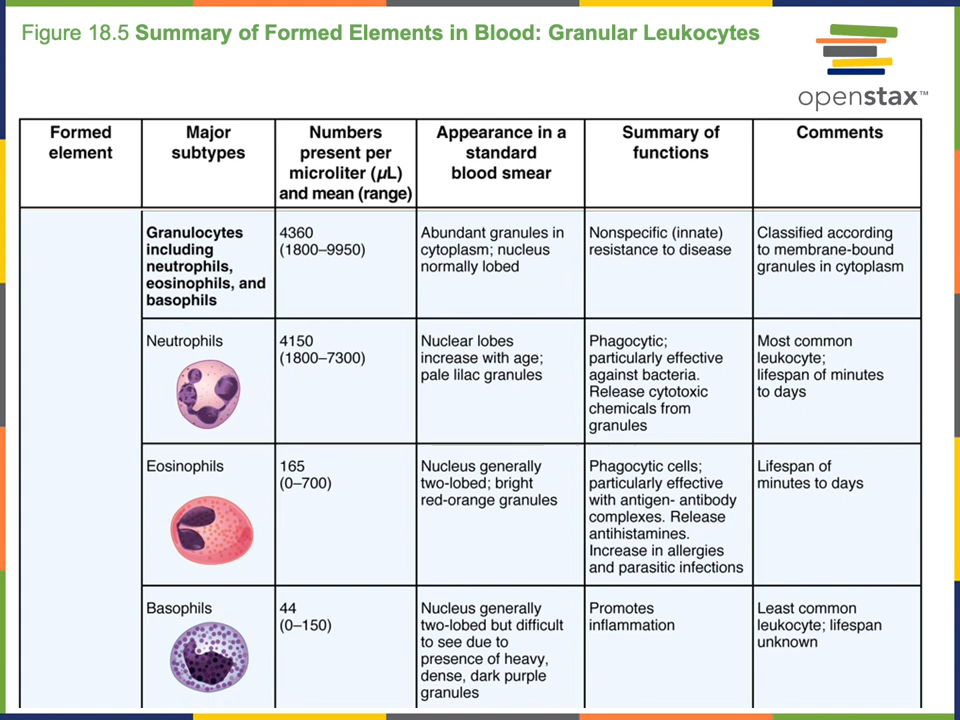 Figure 18.5 Summary of Formed Elements in Blood: Granular Leukocytes
openstax™
Formed
element
Major
subtypes
Numbers
present per
microliter (µL)
and mean (range)
Appearance in a
standard
blood smear
Summary of
functions
Comments
Granulocytes
including
neutrophils,
eosinophils, and
basophils
4360
(1800–9950)
Abundant granules in
cytoplasm; nucleus
normally lobed
Nonspecific (innate)
resistance to disease
Classified according
to membrane-bound
granules in cytoplasm
Neutrophils
4150
(1800–7300)
Nuclear lobes
increase with age;
pale lilac granules
Phagocytic;
particularly effective
against bacteria.
Release cytotoxic
chemicals from
granules
Most common
leukocyte;
lifespan of minutes
to days
Eosinophils
165
(0–700)
Nucleus generally
two-lobed; bright
red-orange granules
Phagocytic cells;
particularly effective
with antigen- antibody
complexes. Release
antihistamines.
Increase in allergies
and parasitic infections
Lifespan of
minutes to days
Basophils
44
(0–150)
Nucleus generally
two-lobed but difficult
to see due to
presence of heavy,
dense, dark purple
granules
Promotes
inflammation
Least common
leukocyte; lifespan
unknown